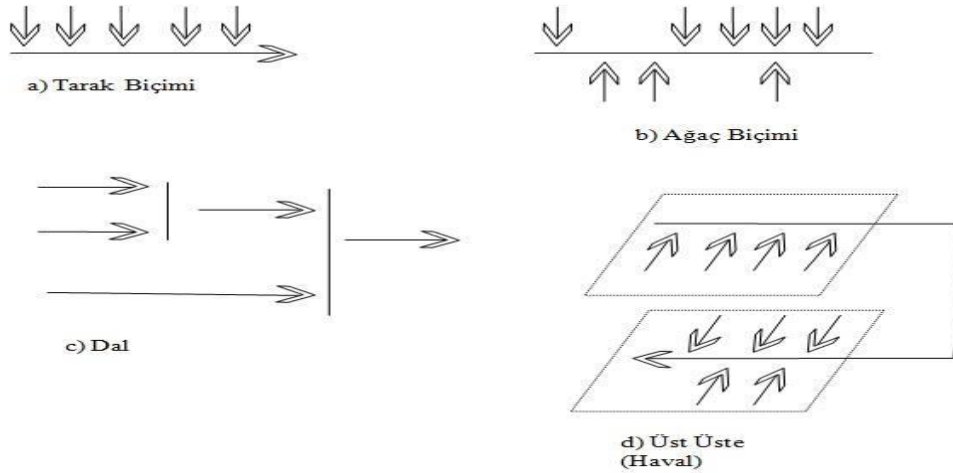 a) Tarak Biçimi
b) Ağaç Biçimi
c) Dal
d) Üst Üste
(Haval)